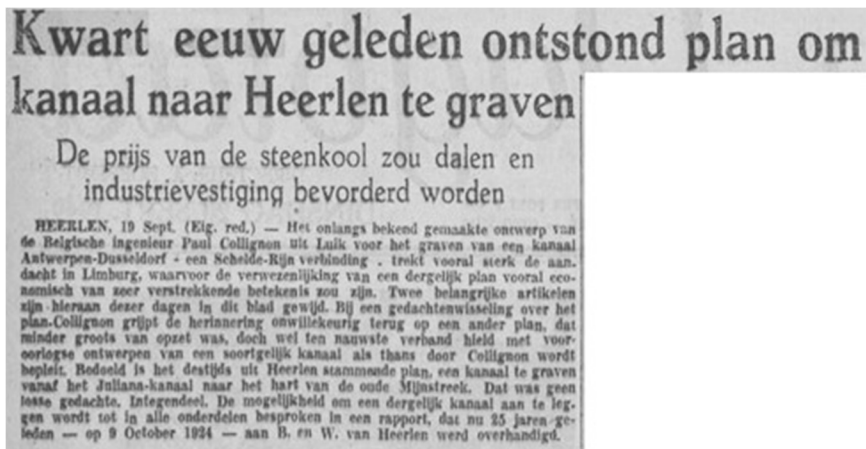 Kwart eeuw geleden ontstond plan om
kanaal naar Heerlen te graven
De prijs van de steenkool zou dalen en
industrievestiging bevorderd worden
HEERLEN, 19 Sept. (Eig. red.) — Het onlangs bekend gemaakte ontwerp van
de Belgische ingenieur Paul Collignon uit Luik voor het graven van een kanaal
Antwerpen-Dusseldorf - een Schelde-Rijn verbinding - trekt vooral sterk de aan-
dacht in Limburg, waarvoor de verwezenlijking van een dergelijk plan vooral eco-
nomisch van zeer verstrekkende betekenis zou zijn. Twee belangrijke artikelen
zijn hieraan dezer dagen in dit blad gewijd. Bij een gedachtenwisseling over het
plan-Collignon grijpt de herinnering onwillekeurig terug op een ander plan, dat
minder groots van opzet was, doch wel ten nauwste verband hield met voor-
oorlogse ontwerpen van een soortgelijk kanaal als thans door Collignon wordt
bepleit. Bedoeld is het destijds uit Heerlen stammende plan, een kanaal te graven
vanaf het Juliana-kanaal naar het hart van de oude Mijnstreek. Dat was geen
losse gedachte. Integendeel. De mogelijkheid om een dergelijk kanaal aan te leg-
gen wordt tot in alle onderdelen besproken in een rapport, dat nu 25 jaren ge-
leden — op 9 October 1924 — aan B. en W. van Heerlen werd overhandigd.